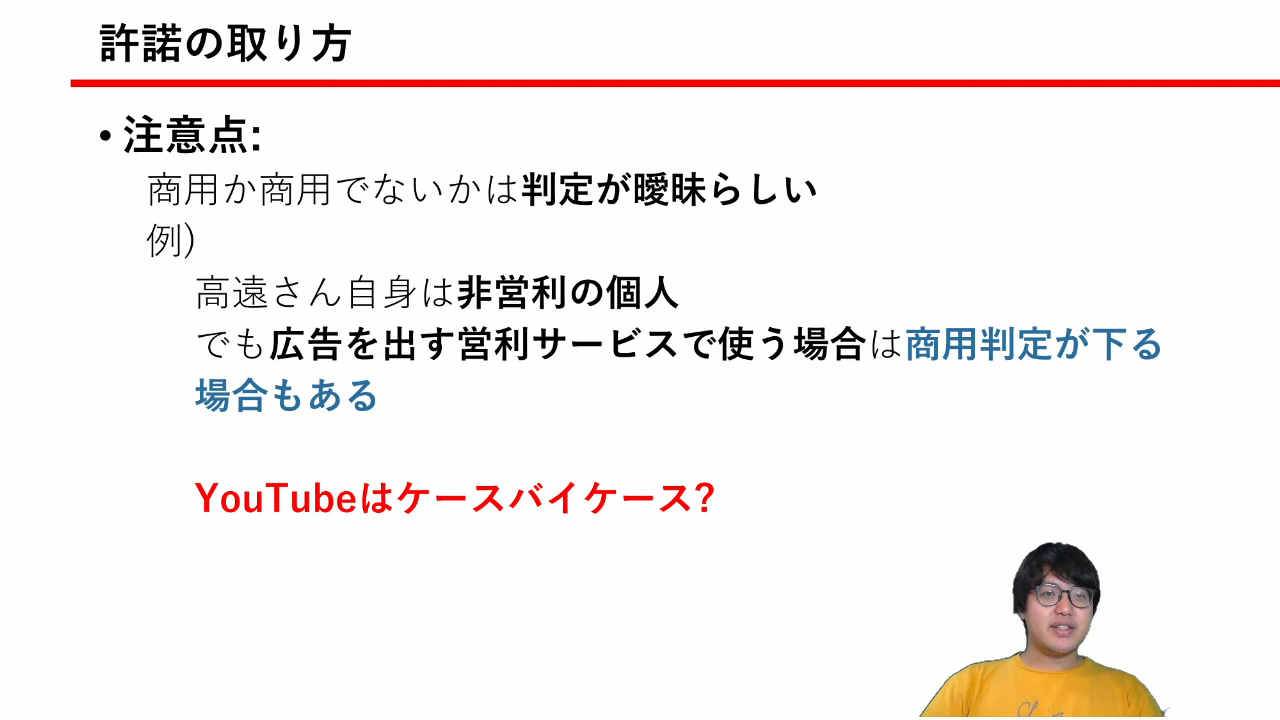 許諾の取り方
• 注意点:
商用か商用でないかは判定が曖昧らしい
例)
高遠さん自身は非営利の個人
でも広告を出す営利サービスで使う場合は商用判定が下る
場合もある
YouTubeはケースバイケース?